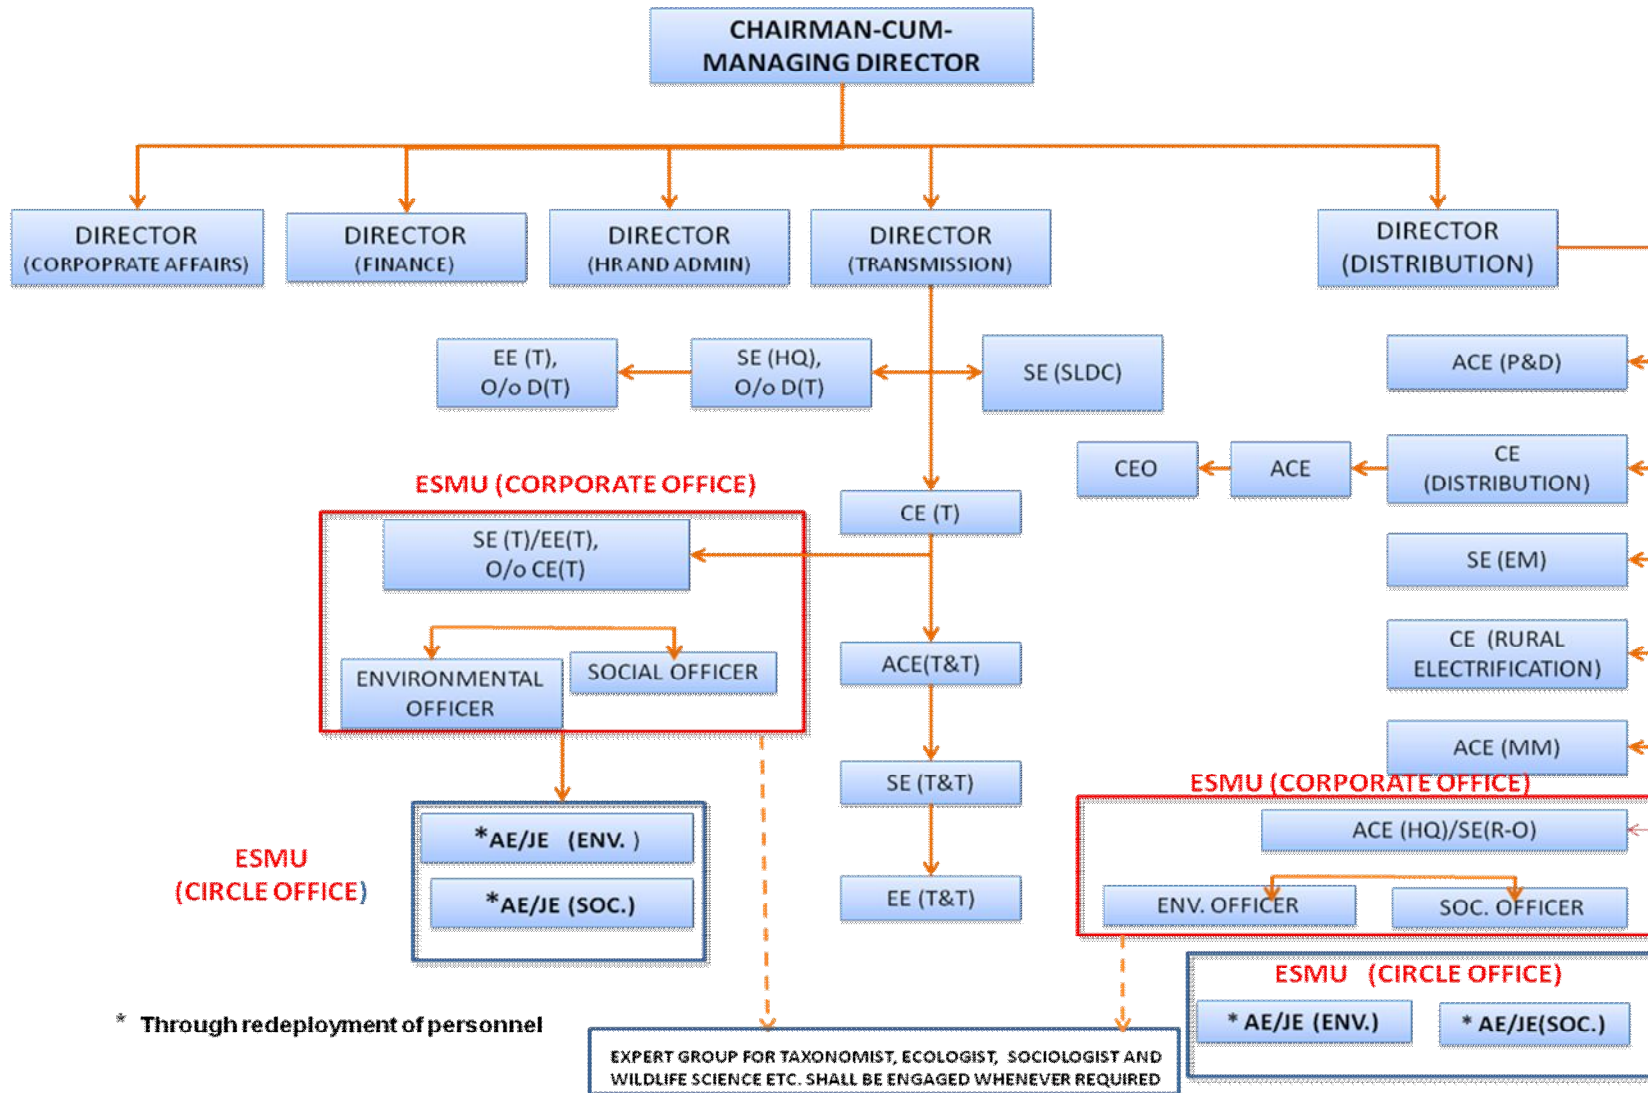 CHAIRMAN-CUM-
MANAGING DIRECTOR
DIRECTOR
(CORPOPRATE AFFAIRS)
DIRECTOR
(FINANCE)
DIRECTOR
(HR AND ADMIN)
DIRECTOR
(TRANSMISSION)
DIRECTOR
(DISTRIBUTION)
EE (T),
O/o D(T)
SE (HQ),
O/o D(T)
SE (SLDC)
ACE (P&D)
CEO
ACE
CE
(DISTRIBUTION)
ESMU (CORPORATE OFFICE)
CE (T)
SE (T)/EE(T),
O/o CE(T)
SE (EM)
ENVIRONMENTAL
OFFICER
SOCIAL OFFICER
ACE(T&T)
CE (RURAL
ELECTRIFICATION)
ACE (MM)
SE (T&T)
ESMU (CORPORATE OFFICE)
ACE (HQ)/SE(R-O)
ESMU
(CIRCLE OFFICE)
*AE/JE (ENV. )
*AE/JE (SOC.)
EE (T&T)
ENV. OFFICER
SOC. OFFICER
ESMU (CIRCLE OFFICE)
* AE/JE (ENV.)
* AE/JE(SOC.)
* Through redeployment of personnel
EXPERT GROUP FOR TAXONOMIST, ECOLOGIST, SOCIOLOGIST AND
WILDLIFE SCIENCE ETC. SHALL BE ENGAGED WHENEVER REQUIRED